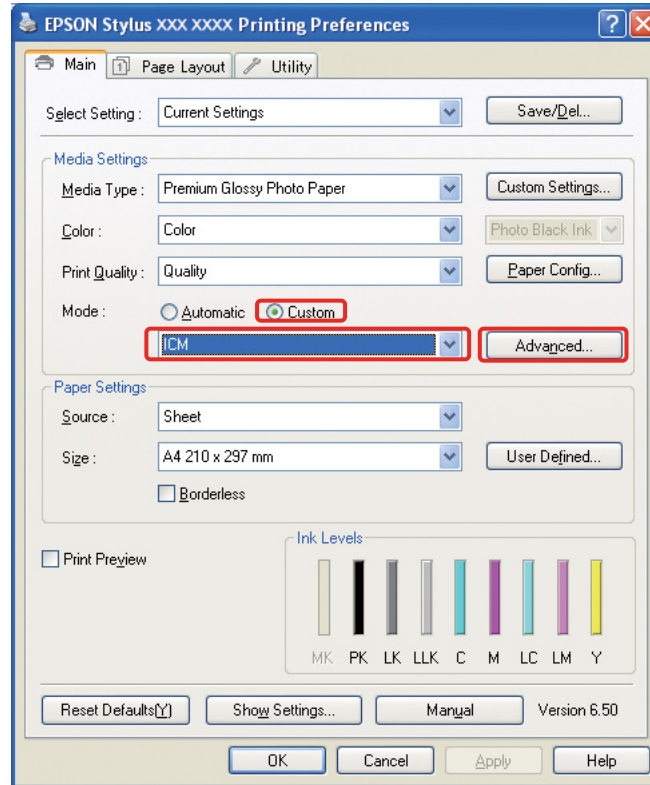 EPSON Stylus XXX XXXX Printing Preferences
Main Page Layout Utility
Select Setting : Current Settings Save/Del...
Media Settings
Media Type : Premium Glossy Photo Paper Custom Settings...
Color : Color Photo Black Ink
Print Quality : Quality Paper Config...
Mode : Automatic Custom
ICM Advanced...
Paper Settings
Source : Sheet
Size : A4 210 x 297 mm User Defined...
Borderless
Print Preview
Ink Levels
MK PK LK LLK C M LC LM Y
Reset Defaults(Y) Show Settings... Manual Version 6.50
OK Cancel Apply Help